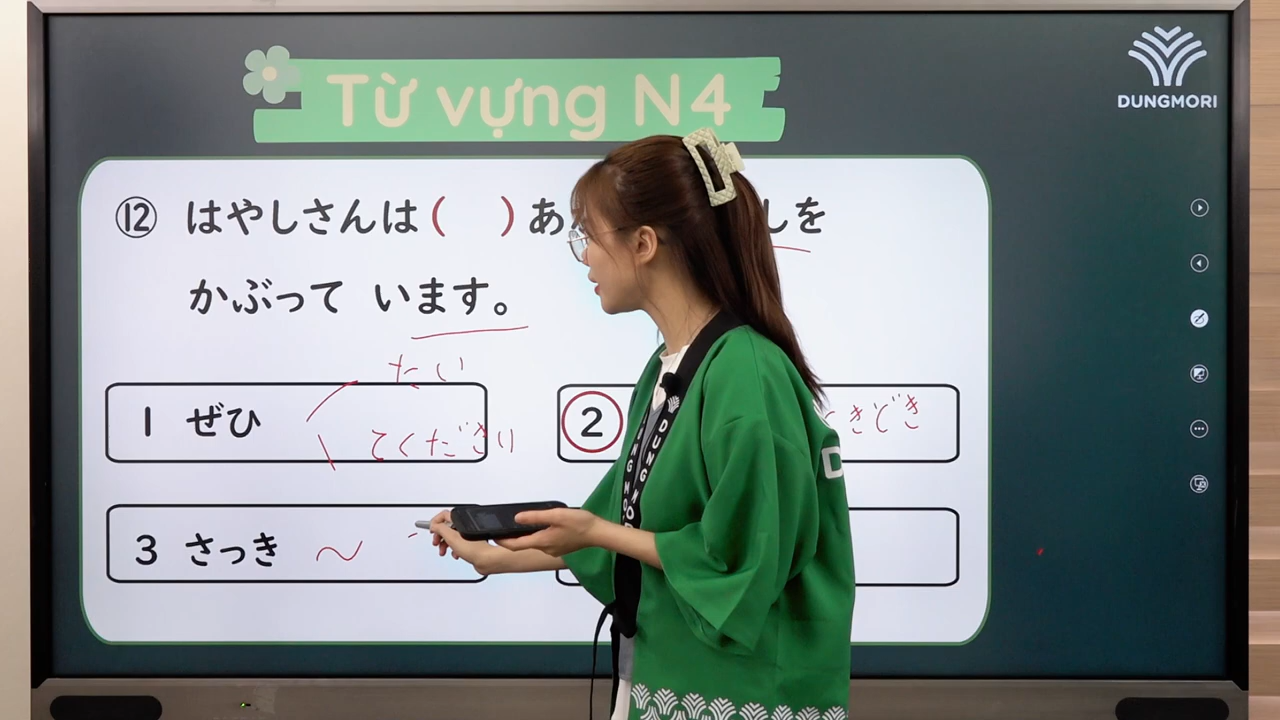 Từ vựng N4
DUNGMORI
⑫ はやしさんは( )あ しを
かぶって います。
たい
1 ぜひ てください
2 ときどき
3 さっき ~